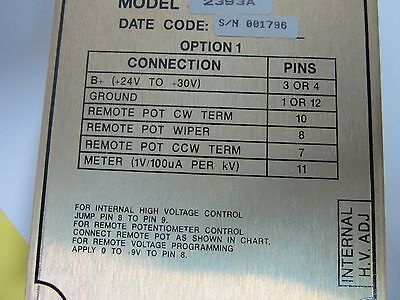 MODEL 2393A
DATE CODE: S/N 001796
OPTION 1
CONNECTION PINS
B+ (+24V TO +30V) 3 OR 4
GROUND 1 OR 12
REMOTE POT CW TERM 10
REMOTE POT WIPER 8
REMOTE POT CCW TERM 7
METER (1V/100uA PER kV) 11
FOR INTERNAL HIGH VOLTAGE CONTROL
JUMP PIN 8 TO PIN 9.
FOR REMOTE POTENTIOMETER CONTROL
CONNECT REMOTE POT AS SHOWN IN CHART.
FOR REMOTE VOLTAGE PROGRAMMING
APPLY 0 TO +9V TO PIN 8.
INTERNAL
H.V. ADJ